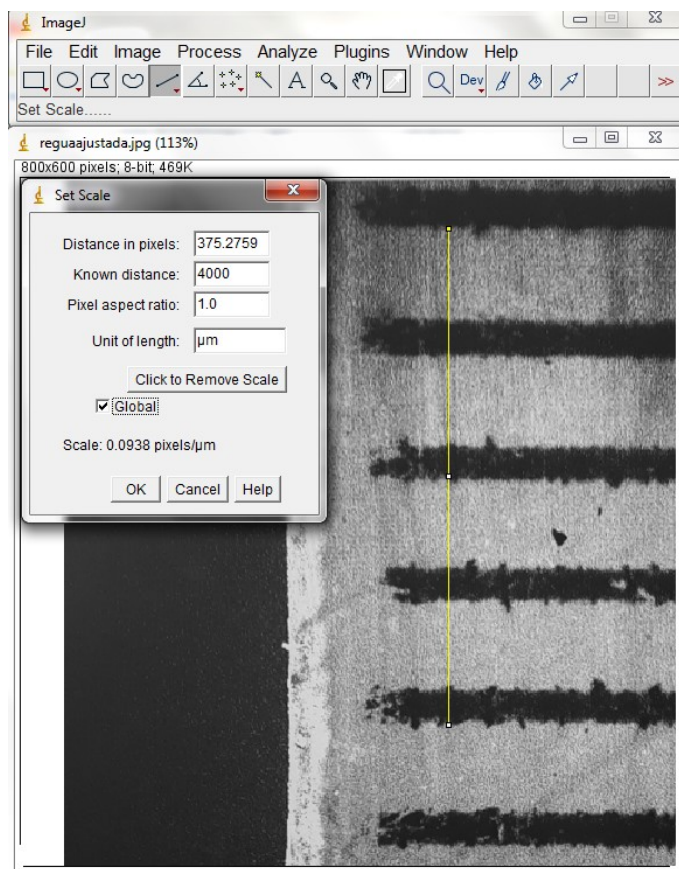 ImageJ
File Edit Image Process Analyze Plugins Window Help
A Dev >>
Set Scale......
reguaajustada.jpg (113%)
800x600 pixels; 8-bit; 469K
Set Scale
Distance in pixels: 375.2759
Known distance: 4000
Pixel aspect ratio: 1.0
Unit of length: µm
Click to Remove Scale
Global
Scale: 0.0938 pixels/µm
OK Cancel Help